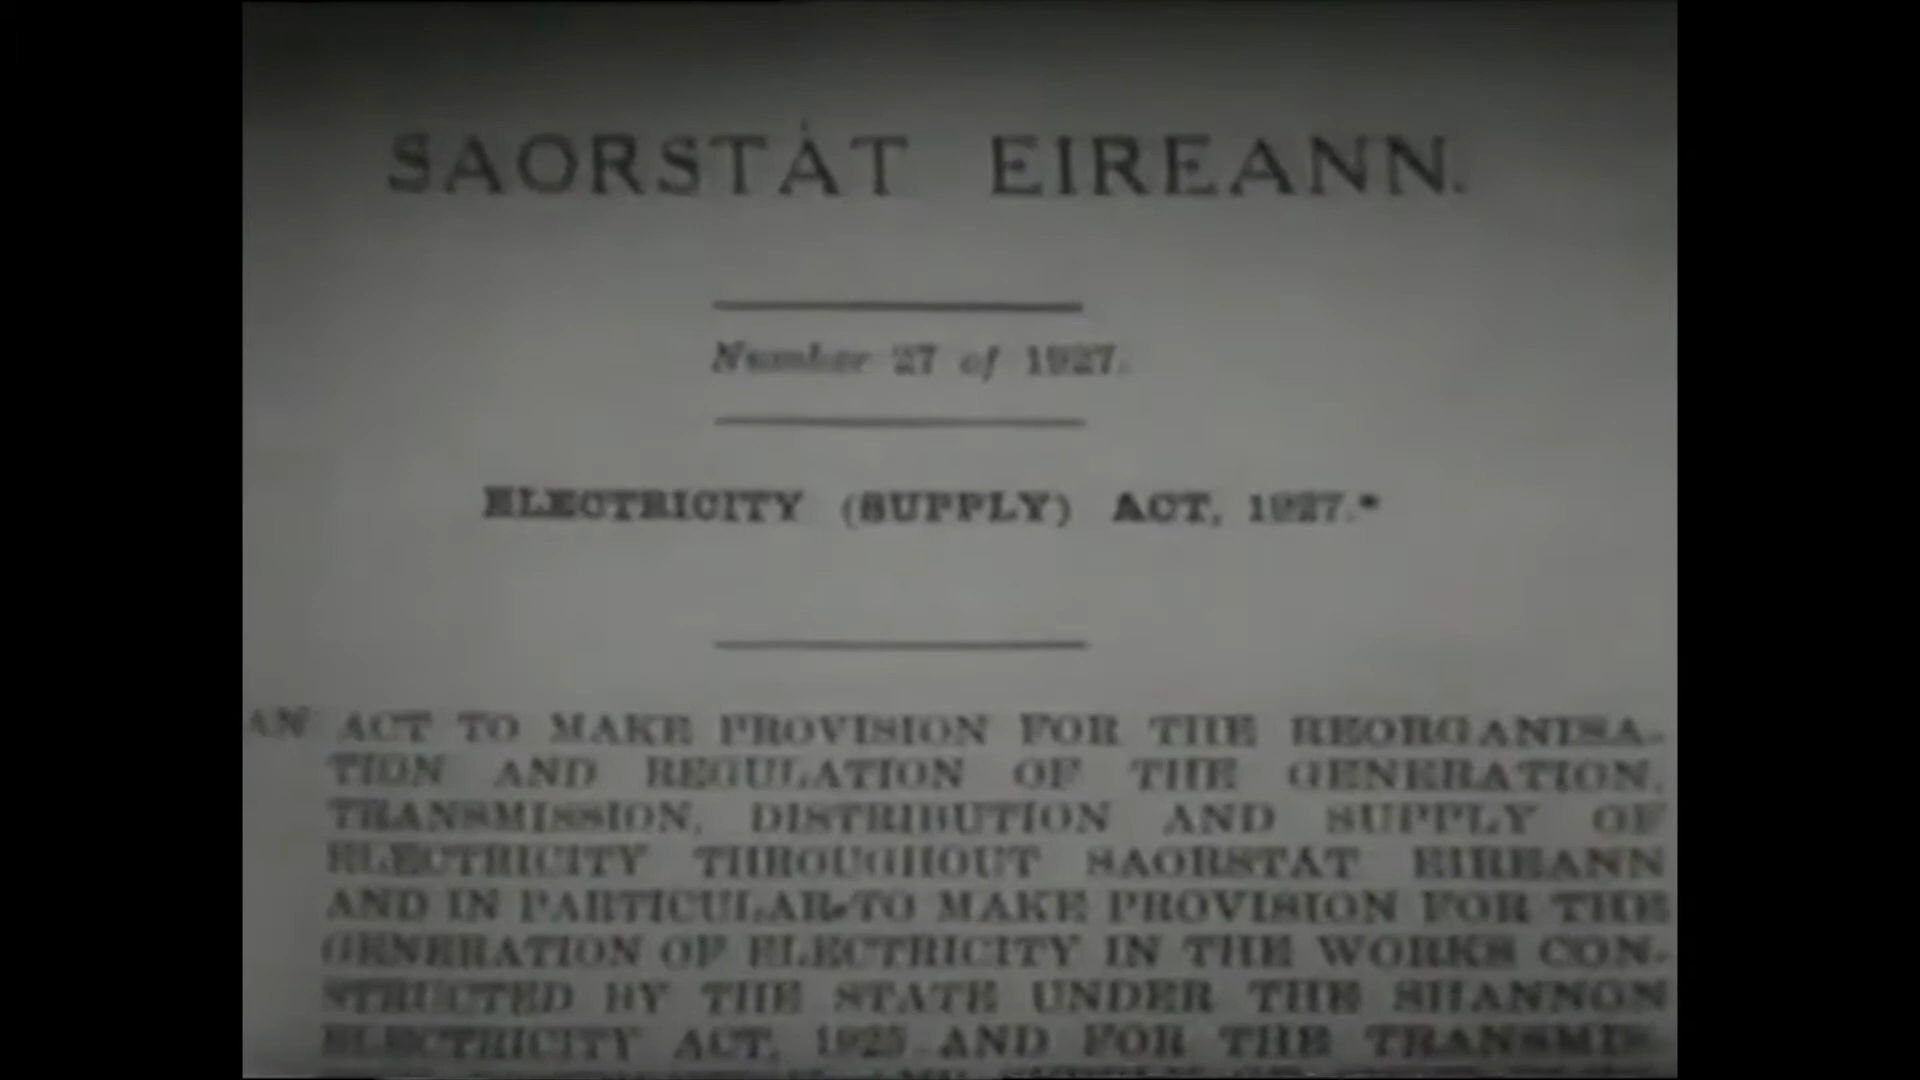 SAORSTÁT EIREANN.
Number 27 of 1927.
ELECTRICITY (SUPPLY) ACT, 1927.*
AN ACT TO MAKE PROVISION FOR THE REORGANISA-
TION AND REGULATION OF THE GENERATION,
TRANSMISSION, DISTRIBUTION AND SUPPLY OF
ELECTRICITY THROUGHOUT SAORSTÁT EIREANN
AND IN PARTICULAR TO MAKE PROVISION FOR THE
GENERATION OF ELECTRICITY IN THE WORKS CON-
STRUCTED BY THE STATE UNDER THE SHANNON
ELECTRICITY ACT, 1925 AND FOR THE TRANSMIS-